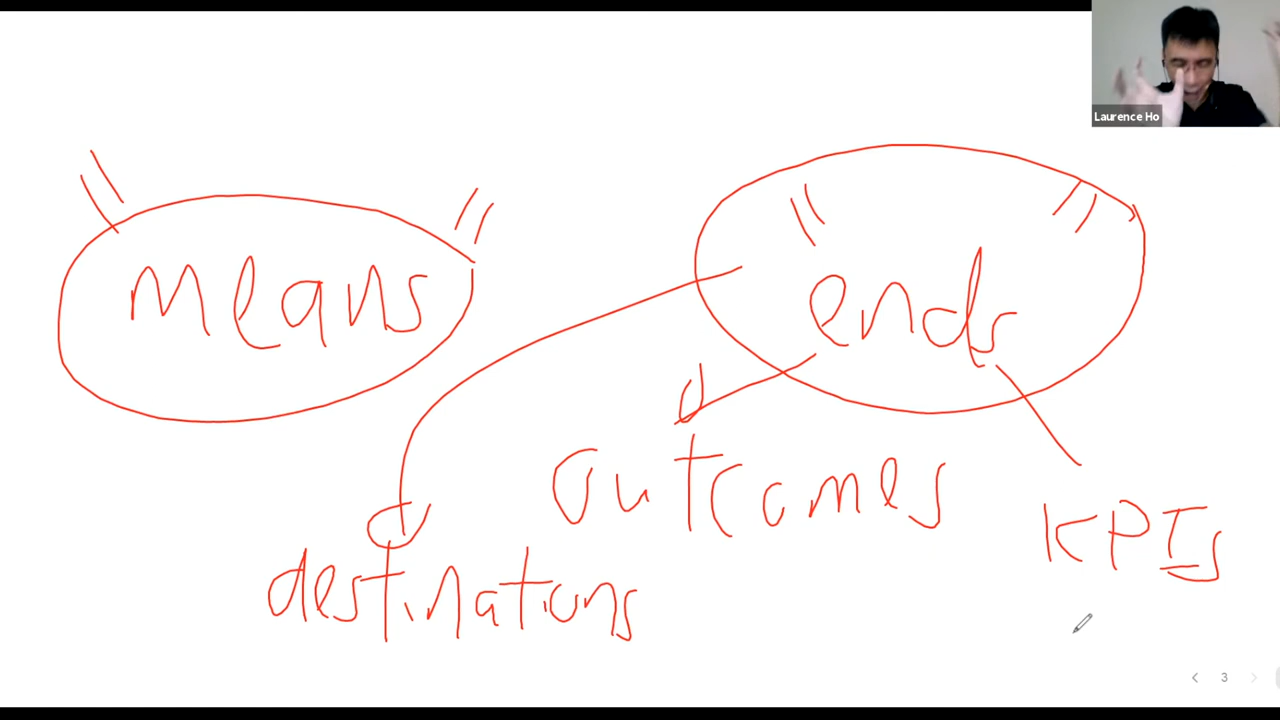 Laurence Ho
"means"
"ends"
outcomes
KPIs
destinations
3